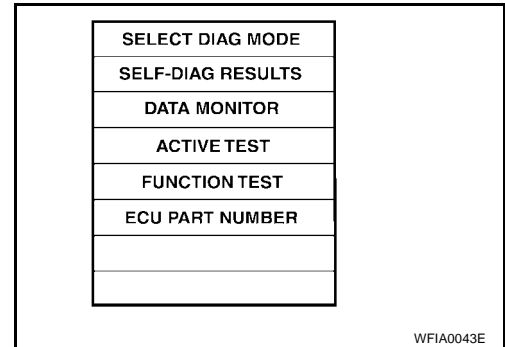 SELECT DIAG MODE
SELF-DIAG RESULTS
DATA MONITOR
ACTIVE TEST
FUNCTION TEST
ECU PART NUMBER
WFIA0043E